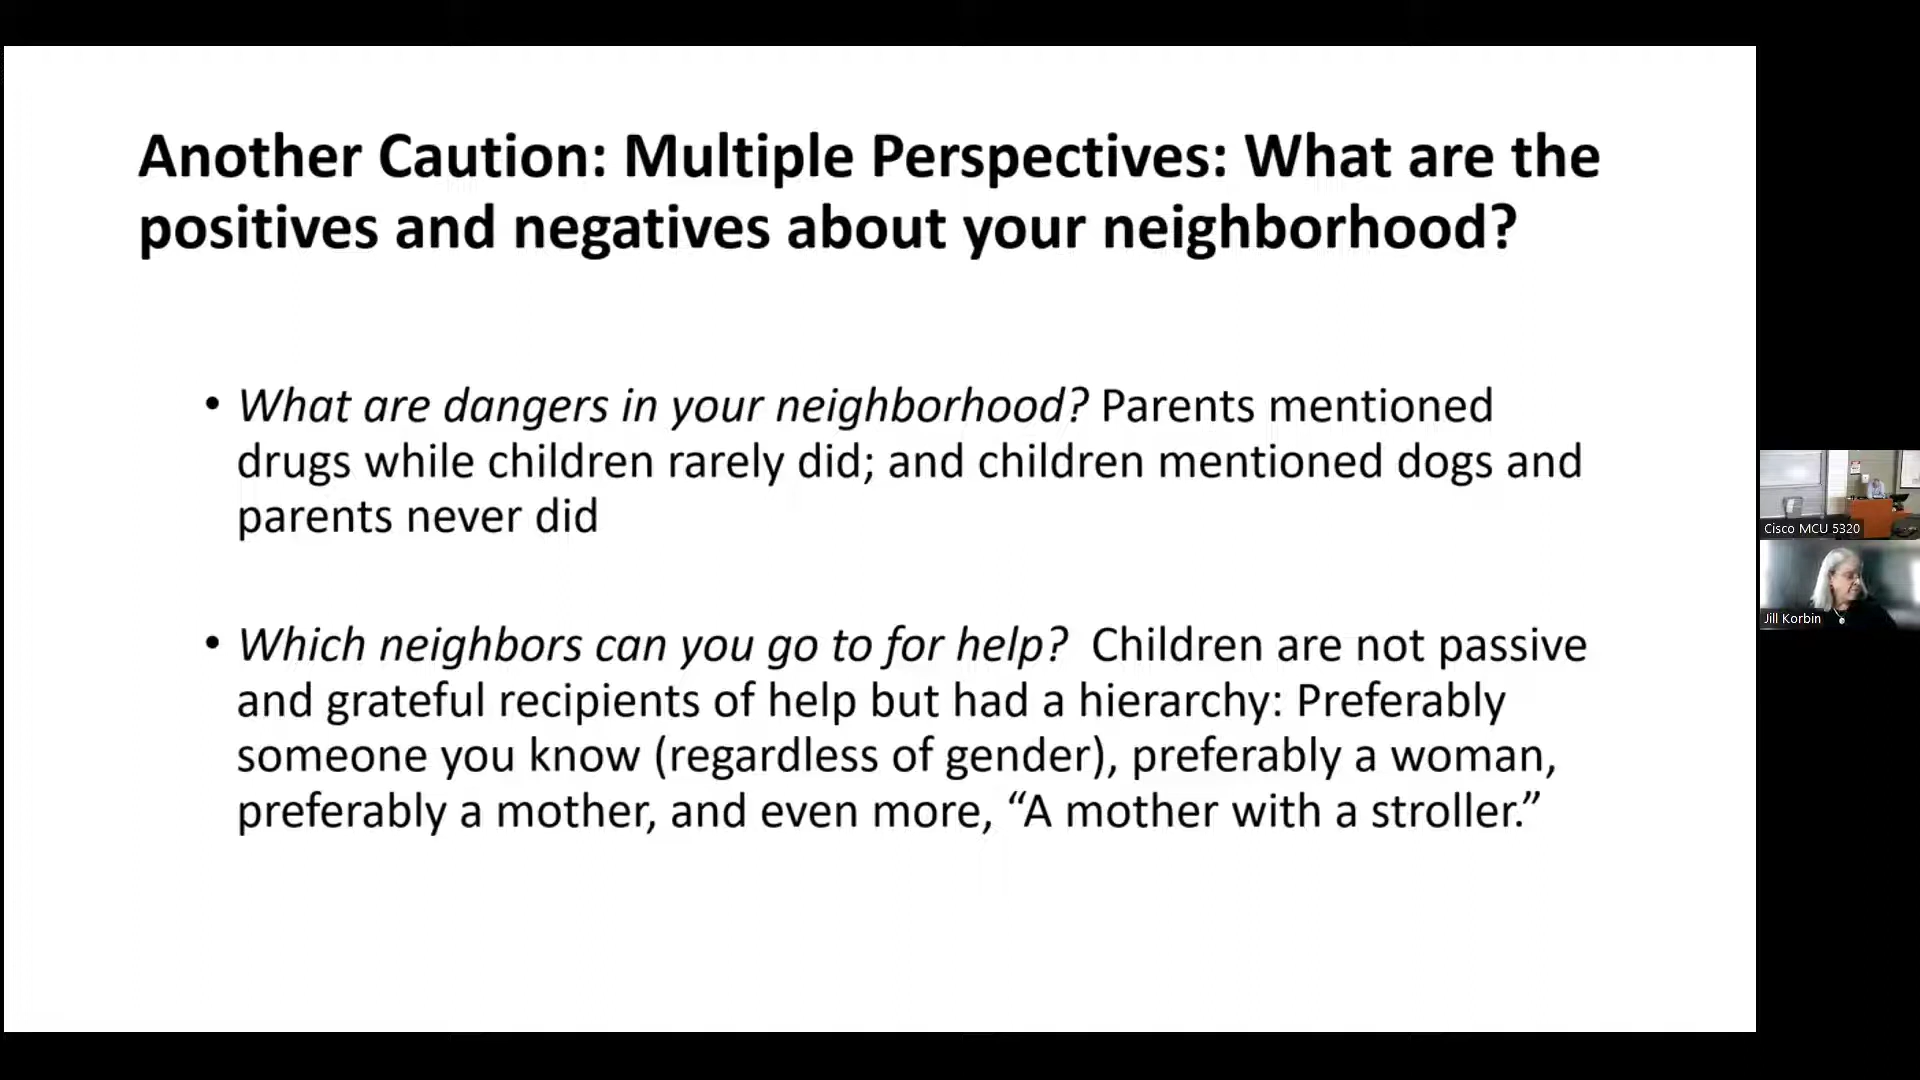 Another Caution: Multiple Perspectives: What are the
positives and negatives about your neighborhood?
• What are dangers in your neighborhood? Parents mentioned
drugs while children rarely did; and children mentioned dogs and
parents never did
• Which neighbors can you go to for help?  Children are not passive
and grateful recipients of help but had a hierarchy: Preferably
someone you know (regardless of gender), preferably a woman,
preferably a mother, and even more, “A mother with a stroller.”
Cisco MCU 5320
Jill Korbin